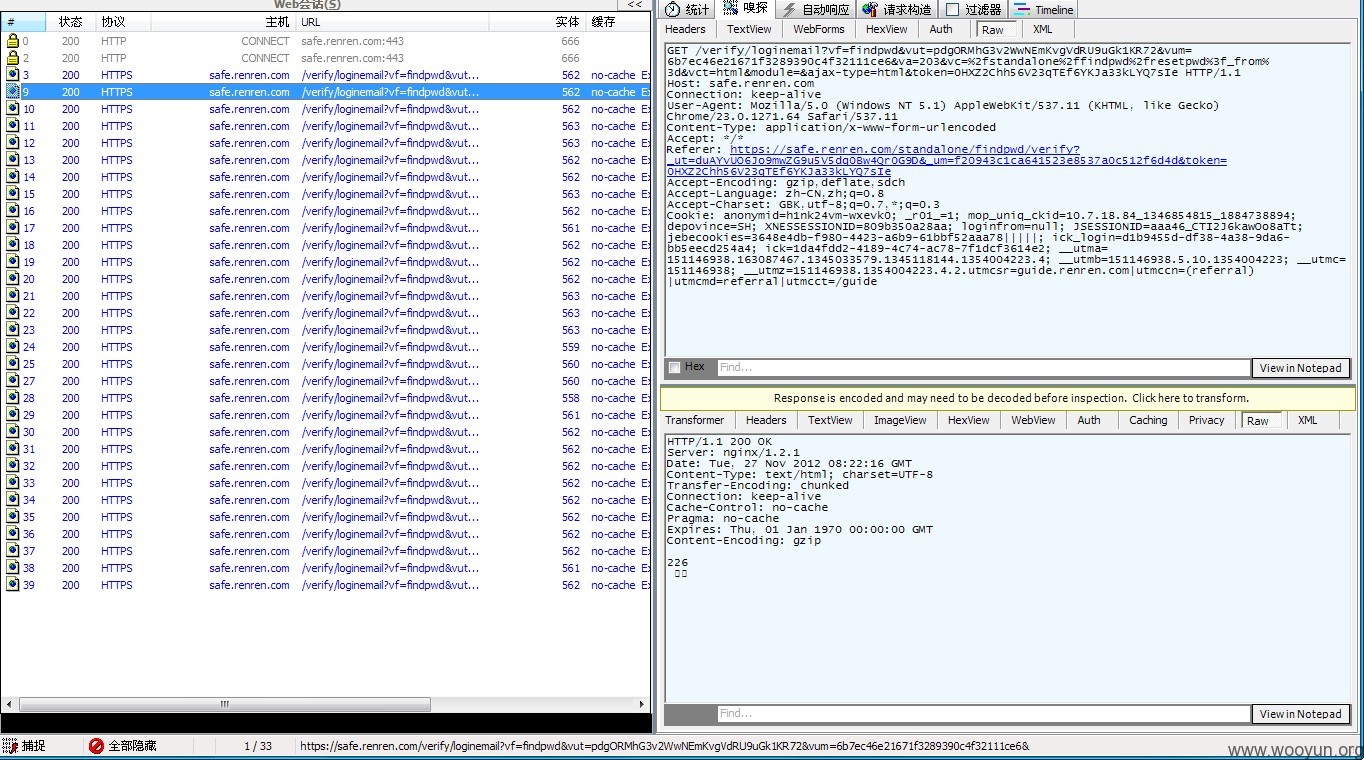 Web会话(S) <<
# 状态 协议 主机 URL 实体 缓存
0 200 HTTP CONNECT safe.renren.com:443 666
2 200 HTTP CONNECT safe.renren.com:443 666
3 200 HTTPS safe.renren.com /verify/loginemail?vf=findpwd&vut... 562 no-cache E
9 200 HTTPS safe.renren.com /verify/loginemail?vf=findpwd&vut... 562 no-cache E
10 200 HTTPS safe.renren.com /verify/loginemail?vf=findpwd&vut... 562 no-cache E
11 200 HTTPS safe.renren.com /verify/loginemail?vf=findpwd&vut... 563 no-cache E
12 200 HTTPS safe.renren.com /verify/loginemail?vf=findpwd&vut... 563 no-cache E
13 200 HTTPS safe.renren.com /verify/loginemail?vf=findpwd&vut... 562 no-cache E
14 200 HTTPS safe.renren.com /verify/loginemail?vf=findpwd&vut... 562 no-cache E
15 200 HTTPS safe.renren.com /verify/loginemail?vf=findpwd&vut... 563 no-cache E
16 200 HTTPS safe.renren.com /verify/loginemail?vf=findpwd&vut... 562 no-cache E
17 200 HTTPS safe.renren.com /verify/loginemail?vf=findpwd&vut... 561 no-cache E
18 200 HTTPS safe.renren.com /verify/loginemail?vf=findpwd&vut... 562 no-cache E
19 200 HTTPS safe.renren.com /verify/loginemail?vf=findpwd&vut... 562 no-cache E
20 200 HTTPS safe.renren.com /verify/loginemail?vf=findpwd&vut... 562 no-cache E
21 200 HTTPS safe.renren.com /verify/loginemail?vf=findpwd&vut... 563 no-cache E
22 200 HTTPS safe.renren.com /verify/loginemail?vf=findpwd&vut... 563 no-cache E
23 200 HTTPS safe.renren.com /verify/loginemail?vf=findpwd&vut... 563 no-cache E
24 200 HTTPS safe.renren.com /verify/loginemail?vf=findpwd&vut... 559 no-cache E
25 200 HTTPS safe.renren.com /verify/loginemail?vf=findpwd&vut... 560 no-cache E
27 200 HTTPS safe.renren.com /verify/loginemail?vf=findpwd&vut... 560 no-cache E
28 200 HTTPS safe.renren.com /verify/loginemail?vf=findpwd&vut... 558 no-cache E
29 200 HTTPS safe.renren.com /verify/loginemail?vf=findpwd&vut... 561 no-cache E
30 200 HTTPS safe.renren.com /verify/loginemail?vf=findpwd&vut... 562 no-cache E
31 200 HTTPS safe.renren.com /verify/loginemail?vf=findpwd&vut... 562 no-cache E
32 200 HTTPS safe.renren.com /verify/loginemail?vf=findpwd&vut... 562 no-cache E
33 200 HTTPS safe.renren.com /verify/loginemail?vf=findpwd&vut... 562 no-cache E
34 200 HTTPS safe.renren.com /verify/loginemail?vf=findpwd&vut... 562 no-cache E
35 200 HTTPS safe.renren.com /verify/loginemail?vf=findpwd&vut... 562 no-cache E
36 200 HTTPS safe.renren.com /verify/loginemail?vf=findpwd&vut... 562 no-cache E
37 200 HTTPS safe.renren.com /verify/loginemail?vf=findpwd&vut... 562 no-cache E
38 200 HTTPS safe.renren.com /verify/loginemail?vf=findpwd&vut... 561 no-cache E
39 200 HTTPS safe.renren.com /verify/loginemail?vf=findpwd&vut... 562 no-cache E
统计 嗅探 自动响应 请求构造 过滤器 Timeline
Headers TextView WebForms HexView Auth Raw XML
GET /verify/loginemail?vf=findpwd&vut=pdgORMhG3v2WwNEmKvgVdRU9uGk1KR72&vum=
6b7ec46e21671f3289390c4f32111ce6&va=203&vc=%2fstandalone%2ffindpwd%2fresetpwd%3f_from%
3d&vct=html&module=&ajax-type=html&token=0HXZ2Chh56V23qTEf6YKJa33kLYQ7sIe HTTP/1.1
Host: safe.renren.com
Connection: keep-alive
User-Agent: Mozilla/5.0 (Windows NT 5.1) AppleWebKit/537.11 (KHTML, like Gecko)
Chrome/23.0.1271.64 Safari/537.11
Content-Type: application/x-www-form-urlencoded
Accept: */*
Referer: https://safe.renren.com/standalone/findpwd/verify?
_ut=duAYvUO6Jo9mwZG9u5V5dq0Bw4QrOG9D&_um=f20943c1ca641523e8537a0c512f6d4d&token=
0HXZ2Chh56V23qTEf6YKJa33kLYQ7sIe
Accept-Encoding: gzip,deflate,sdch
Accept-Language: zh-CN,zh;q=0.8
Accept-Charset: GBK,utf-8;q=0.7,*;q=0.3
Cookie: anonymid=h1nk24vm-wxevk0; _r01_=1; mop_uniq_ckid=10.7.18.84_1346854815_1884738894;
depovince=SH; XNESSESSIONID=809b350a28aa; loginfrom=null; JSESSIONID=aaa46_CTI2J6kawOo8aTt;
jebecookies=3648e4db-f980-4423-a6b9-61bbf52aaa78|||||; ick_login=d1b9455d-df38-4a38-9da6-
bb5eecd254a4; ick=1da4fdd2-4189-4c74-ac78-7f1dcf3614e2; __utma=
151146938.163087467.1345033579.1345118144.1354004223.4; __utmb=151146938.5.10.1354004223; __utmc=
151146938; __utmz=151146938.1354004223.4.2.utmcsr=guide.renren.com|utmccn=(referral)
|utmcmd=referral|utmcct=/guide
Hex Find... View in Notepad
Response is encoded and may need to be decoded before inspection. Click here to transform.
Transformer Headers TextView ImageView HexView WebView Auth Caching Privacy Raw XML
HTTP/1.1 200 OK
Server: nginx/1.2.1
Date: Tue, 27 Nov 2012 08:22:16 GMT
Content-Type: text/html; charset=UTF-8
Transfer-Encoding: chunked
Connection: keep-alive
Cache-Control: no-cache
Pragma: no-cache
Expires: Thu, 01 Jan 1970 00:00:00 GMT
Content-Encoding: gzip
226
Find... View in Notepad
捕捉 全部隐藏 1 / 33 https://safe.renren.com/verify/loginemail?vf=findpwd&vut=pdgORMhG3v2WwNEmKvgVdRU9uGk1KR72&vum=6b7ec46e21671f3289390c4f32111ce6&
www.wooyun.org